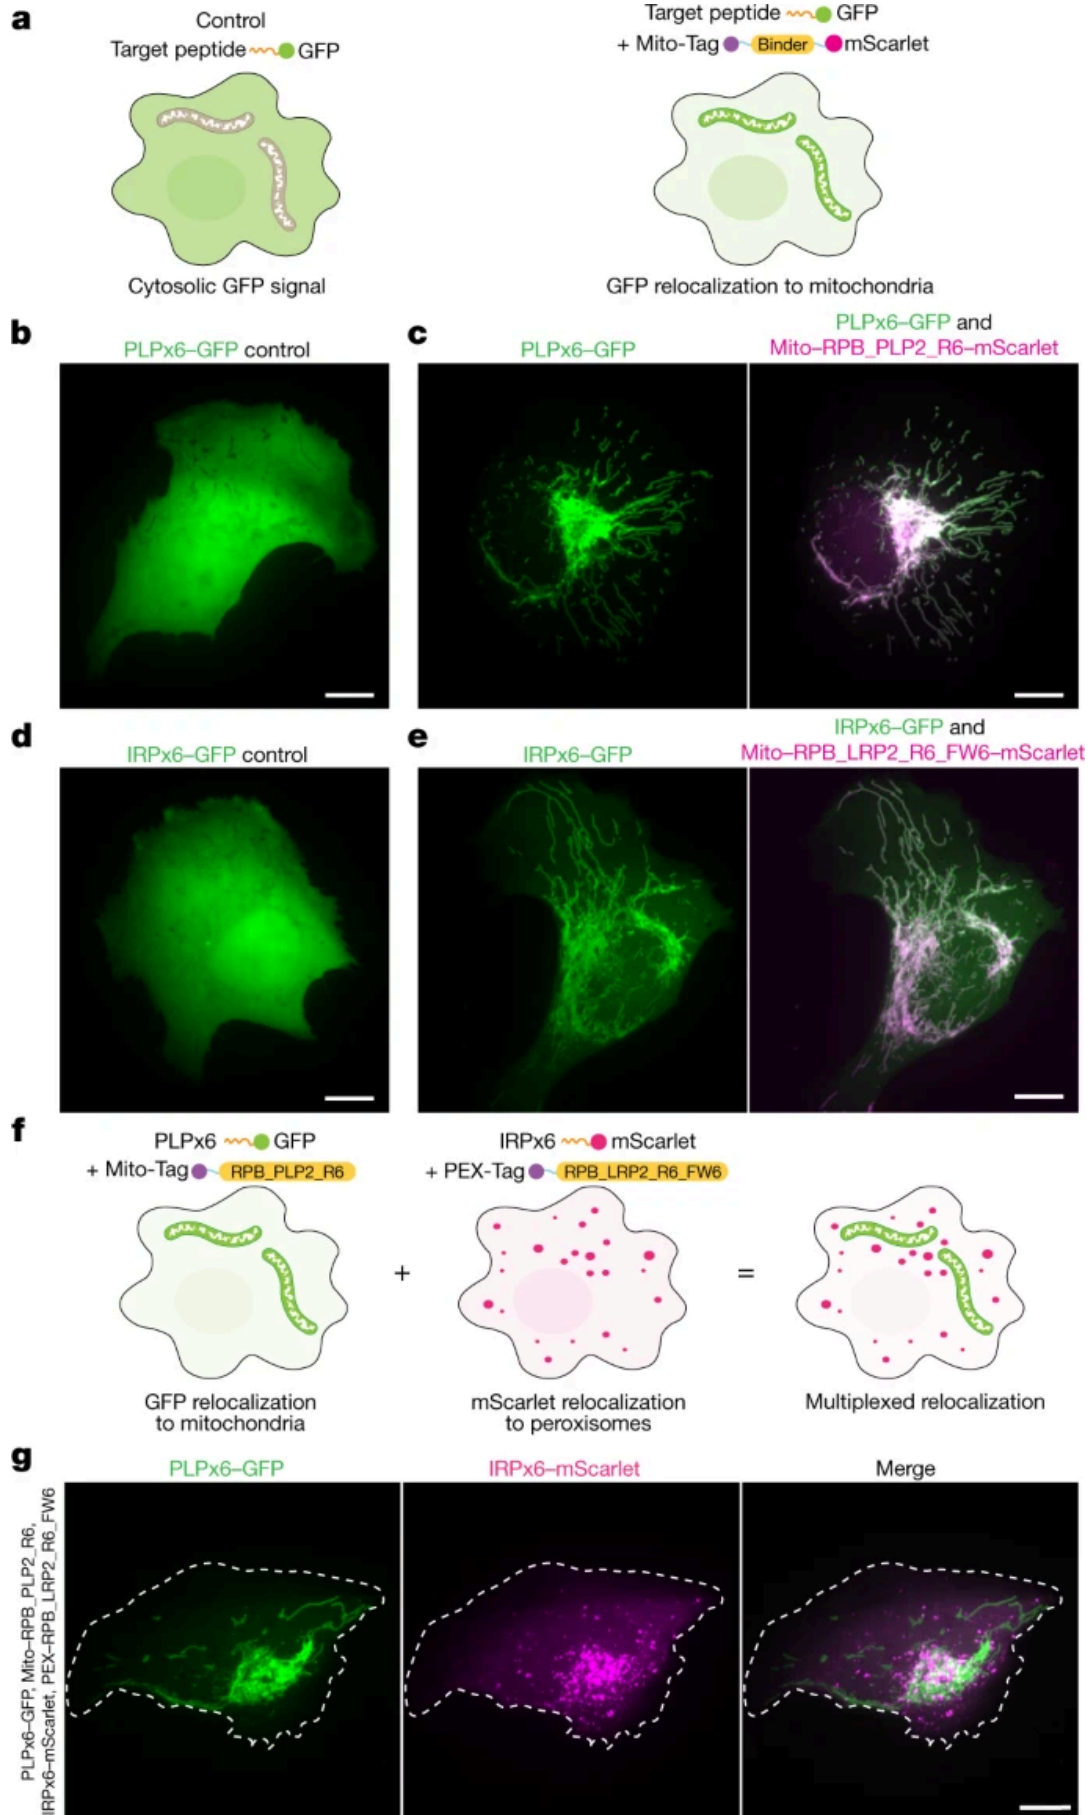 a
Control
Target peptide GFP
Target peptide GFP
+ Mito-Tag Binder mScarlet
Cytosolic GFP signal
GFP relocalization to mitochondria
b
PLPx6–GFP control
c
PLPx6–GFP
PLPx6–GFP and
Mito–RPB_PLP2_R6–mScarlet
d
IRPx6–GFP control
e
IRPx6–GFP
IRPx6–GFP and
Mito–RPB_LRP2_R6_FW6–mScarlet
f
PLPx6 GFP
+ Mito-Tag RPB_PLP2_R6
IRPx6 mScarlet
+ PEX-Tag RPB_LRP2_R6_FW6
+
=
GFP relocalization
to mitochondria
mScarlet relocalization
to peroxisomes
Multiplexed relocalization
g
PLPx6–GFP
IRPx6–mScarlet
Merge
PLPx6–GFP, Mito–RPB_PLP2_R6,
IRPx6–mScarlet, PEX–RPB_LRP2_R6_FW6